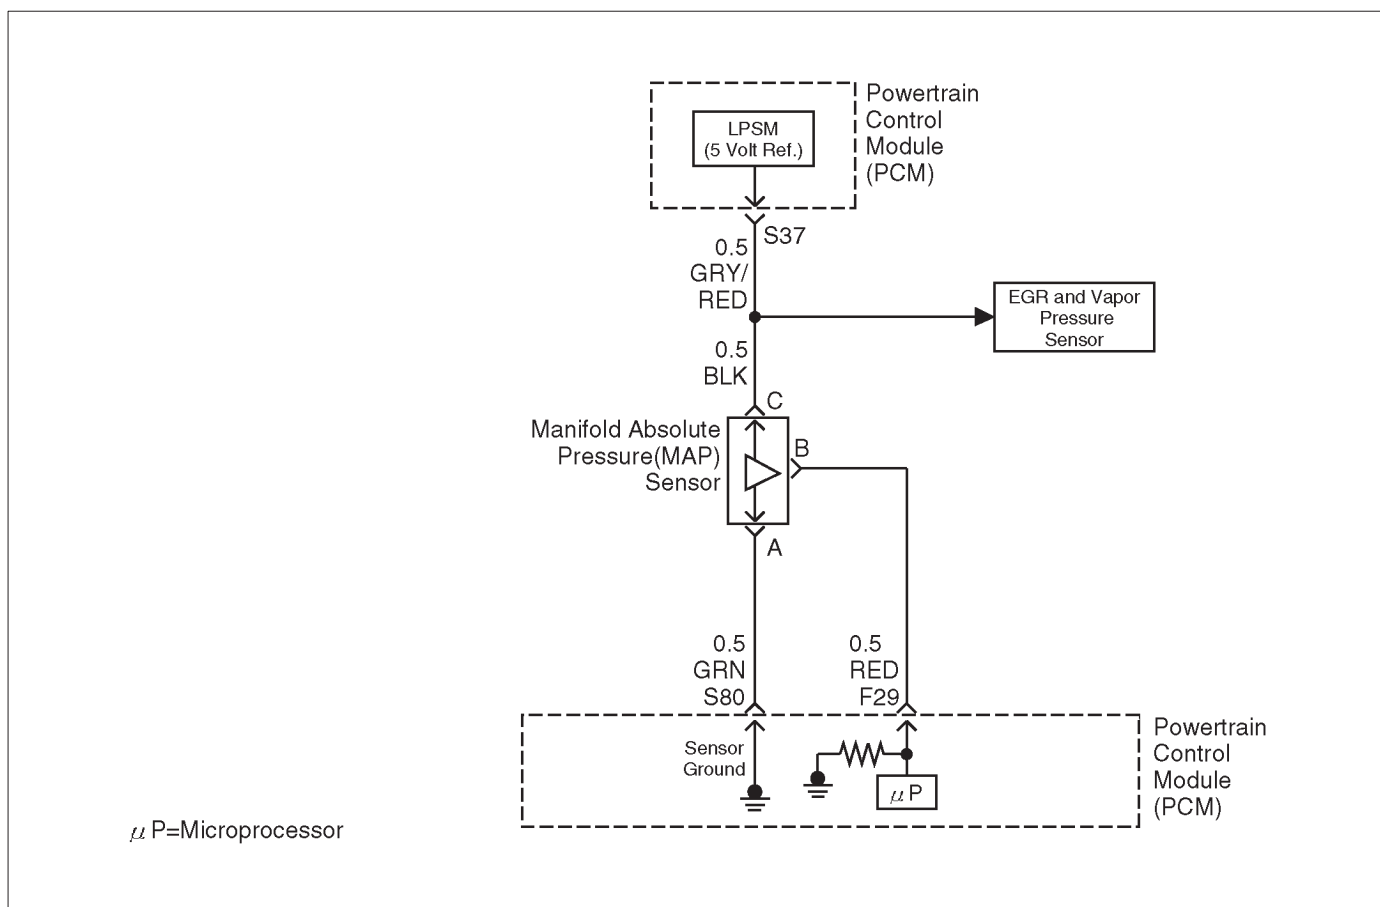 Powertrain
Control
Module
(PCM)
LPSM
(5 Volt Ref.)
S37
0.5
GRY/
RED
EGR and Vapor
Pressure
Sensor
0.5
BLK
C
Manifold Absolute
Pressure(MAP)
Sensor
B
A
0.5
GRN
S80
0.5
RED
F29
Sensor
Ground
μ P
Powertrain
Control
Module
(PCM)
μ P=Microprocessor